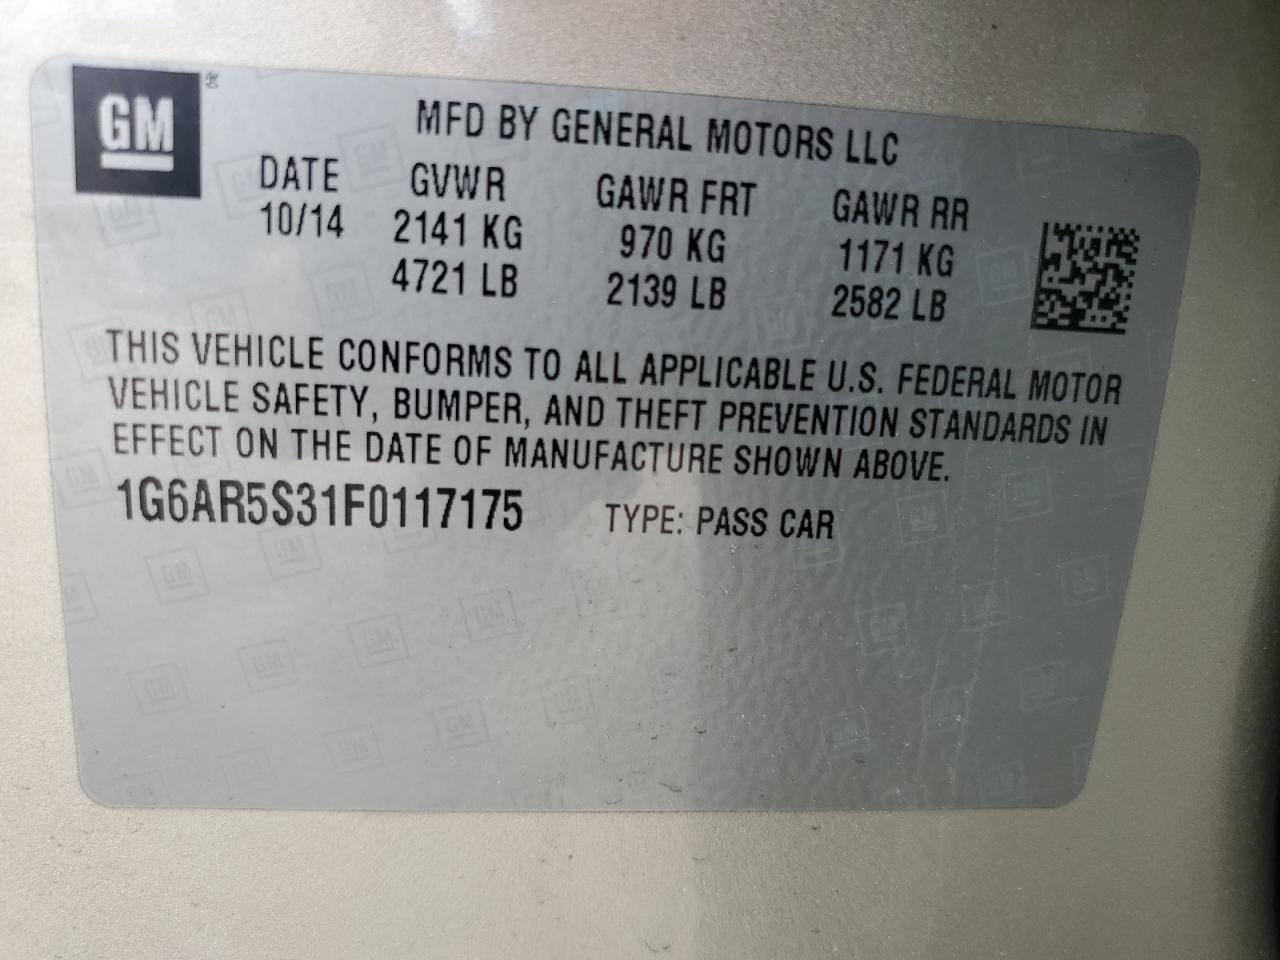 GM
MFD BY GENERAL MOTORS LLC
DATE GVWR GAWR FRT GAWR RR
10/14 2141 KG 970 KG 1171 KG
4721 LB 2139 LB 2582 LB
THIS VEHICLE CONFORMS TO ALL APPLICABLE U.S. FEDERAL MOTOR
VEHICLE SAFETY, BUMPER, AND THEFT PREVENTION STANDARDS IN
EFFECT ON THE DATE OF MANUFACTURE SHOWN ABOVE.
1G6AR5S31F0117175 TYPE: PASS CAR